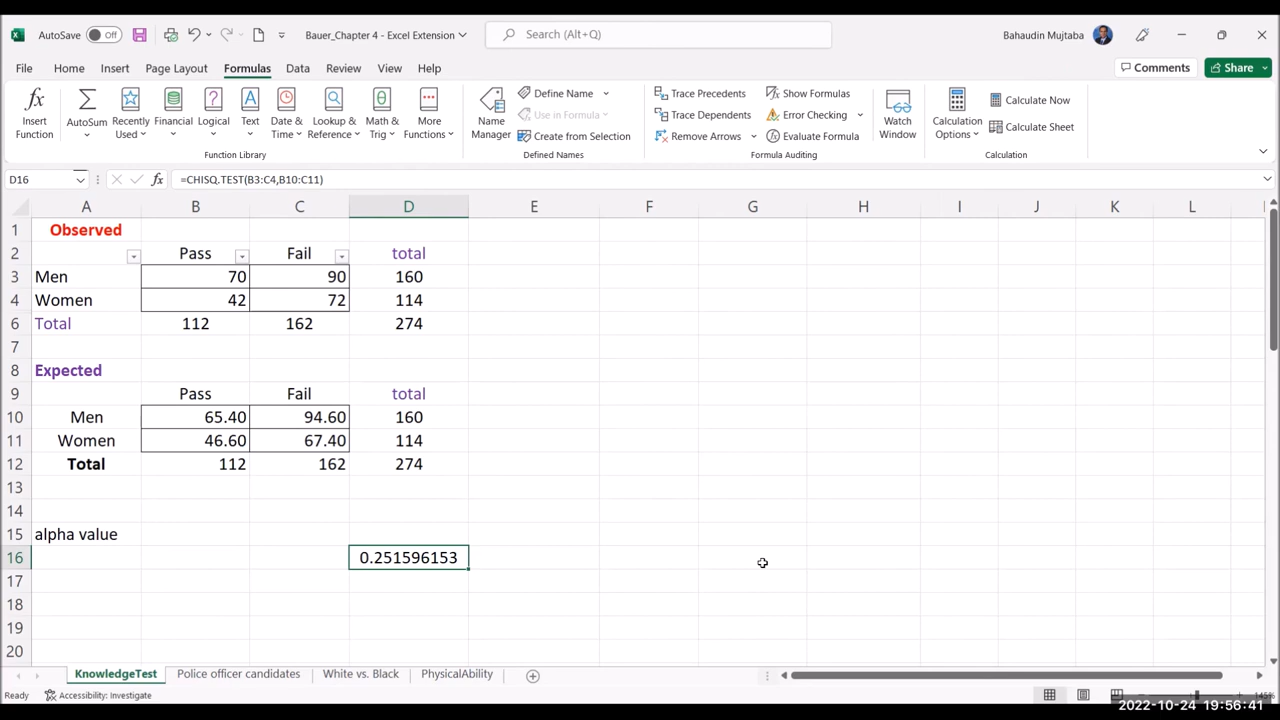 AutoSave Off Bauer_Chapter 4 - Excel Extension Search (Alt+Q) Bahaudin Mujtaba
File Home Insert Page Layout Formulas Data Review View Help Comments Share
Insert Function AutoSum Recently Used Financial Logical Text Date & Time Lookup & Reference Math & Trig More Functions
Function Library
Name Manager
Define Name
Use in Formula
Create from Selection
Defined Names
Trace Precedents Show Formulas
Trace Dependents Error Checking
Remove Arrows Evaluate Formula
Formula Auditing
Watch Window
Calculation Options
Calculate Now
Calculate Sheet
Calculation
D16 fx =CHISQ.TEST(B3:C4,B10:C11)
A B C D E F G H I J K L
1 Observed
2 Pass Fail total
3 Men 70 90 160
4 Women 42 72 114
6 Total 112 162 274
7
8 Expected
9 Pass Fail total
10 Men 65.40 94.60 160
11 Women 46.60 67.40 114
12 Total 112 162 274
13
14
15 alpha value
16 0.251596153
17
18
19
20
KnowledgeTest Police officer candidates White vs. Black PhysicalAbility
Ready Accessibility: Investigate 145%
2022-10-24 19:56:41